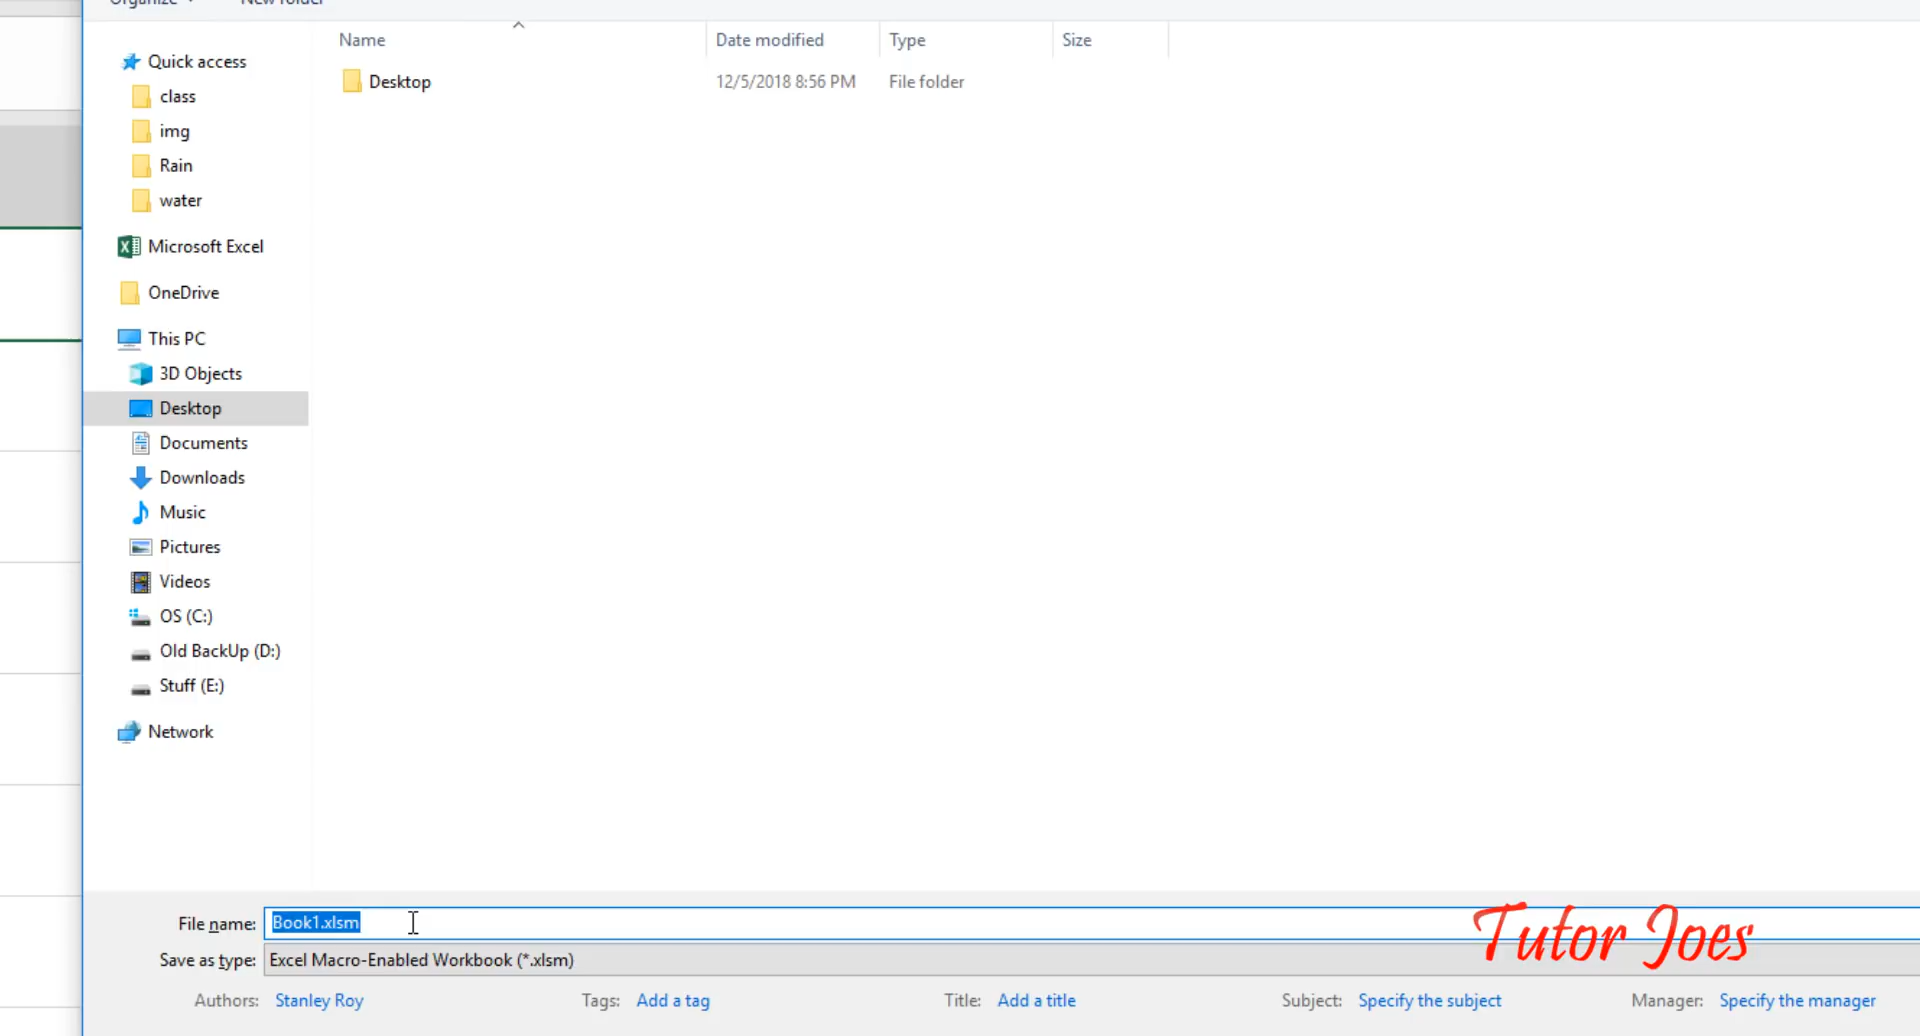 Organize New folder
Name Date modified Type Size
Desktop 12/5/2018 8:56 PM File folder
Quick access
class
img
Rain
water
Microsoft Excel
OneDrive
This PC
3D Objects
Desktop
Documents
Downloads
Music
Pictures
Videos
OS (C:)
Old BackUp (D:)
Stuff (E:)
Network
File name: Book1.xlsm
Save as type: Excel Macro-Enabled Workbook (*.xlsm)
Authors: Stanley Roy Tags: Add a tag Title: Add a title Subject: Specify the subject Manager: Specify the manager
Tutor Joes